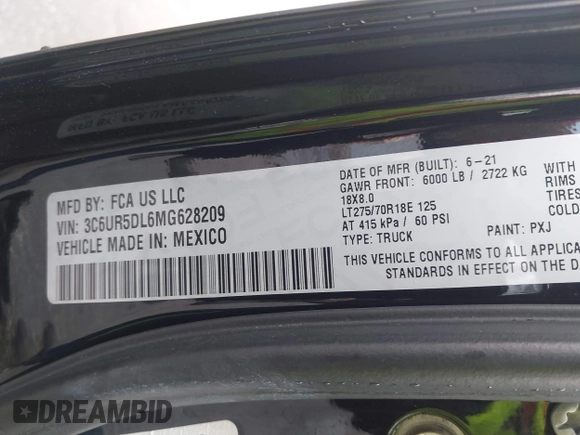 MFD BY: FCA US LLC
VIN: 3C6UR5DL6MG628209
VEHICLE MADE IN: MEXICO
DATE OF MFR (BUILT): 6-21
GAWR FRONT: 6000 LB / 2722 KG
18X8.0
LT275/70R18E 125
AT 415 kPa / 60 PSI
TYPE: TRUCK
PAINT: PXJ
THIS VEHICLE CONFORMS TO ALL APPLICA
STANDARDS IN EFFECT ON THE DA
WITH
RIMS
TIRES
AT
DREAMBID